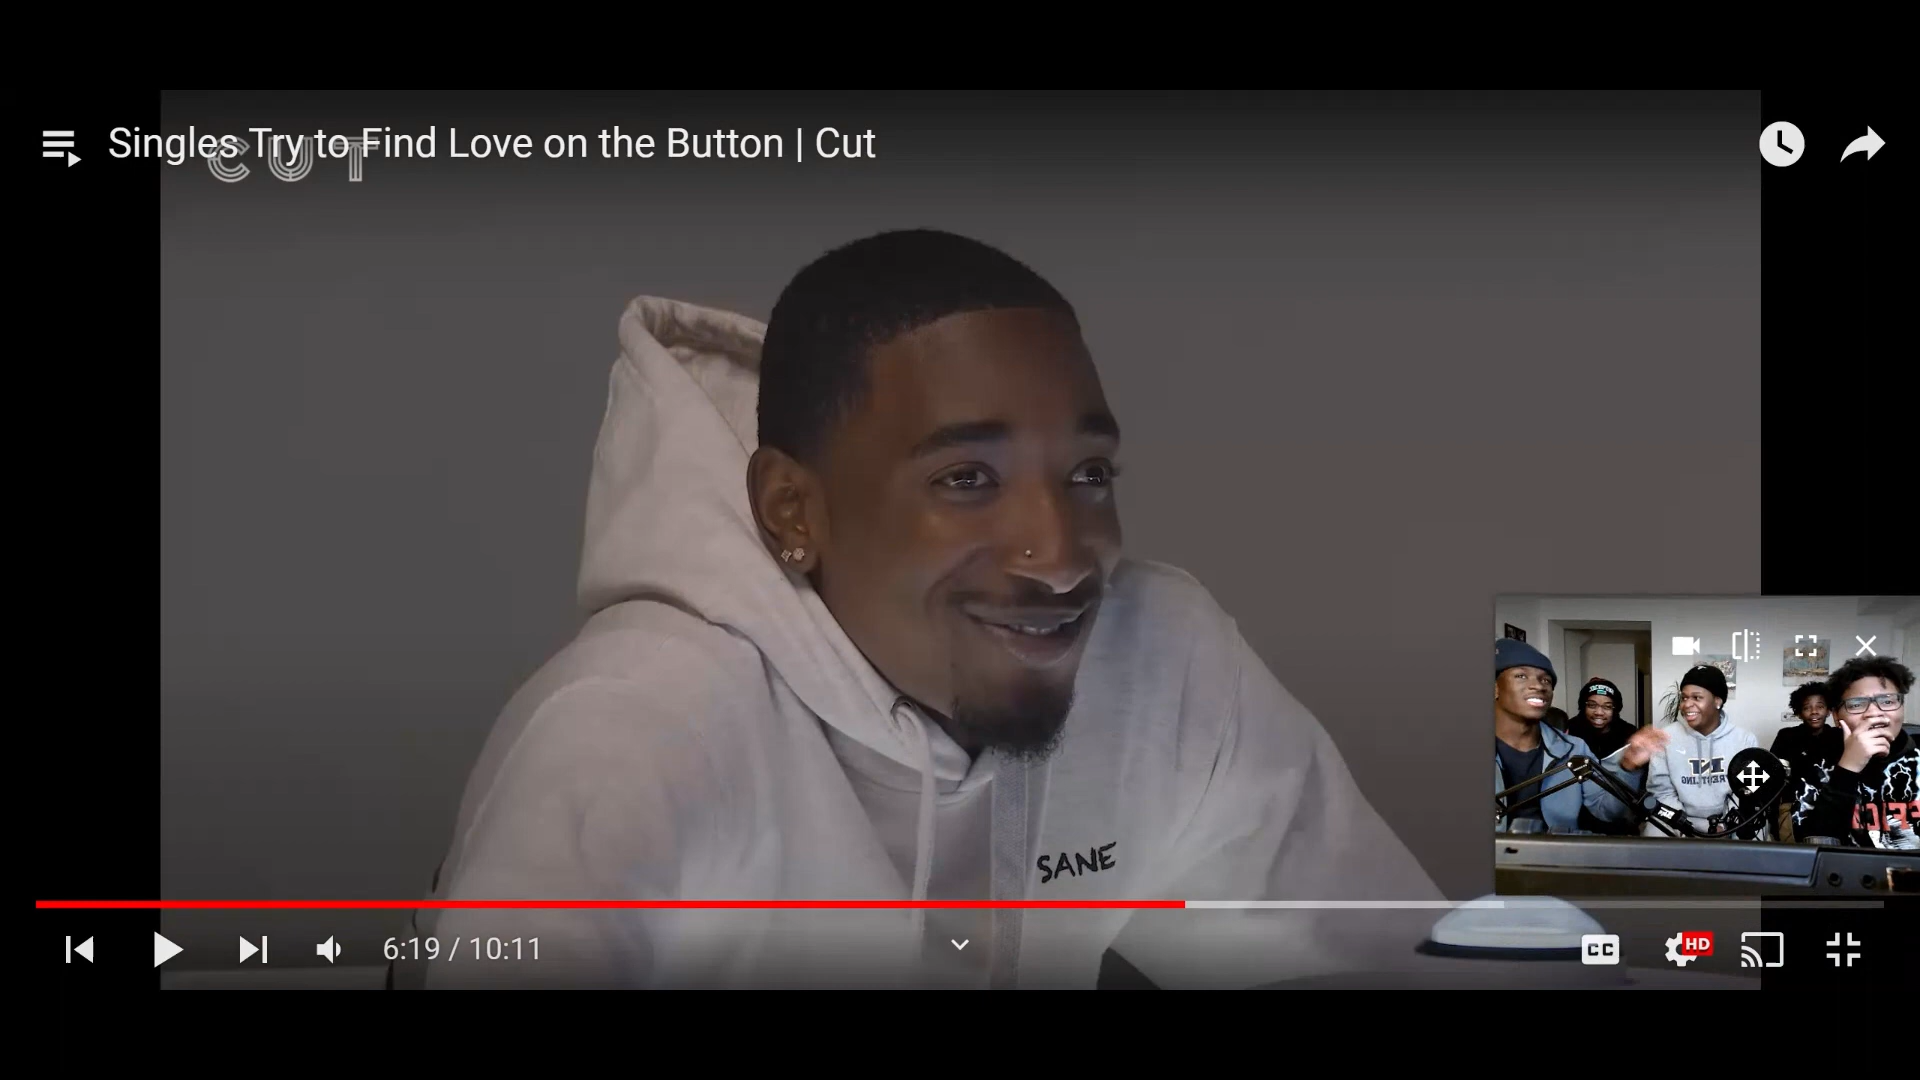 Singles Try to Find Love on the Button | Cut
CUT
SANE
6:19 / 10:11
CC
HD